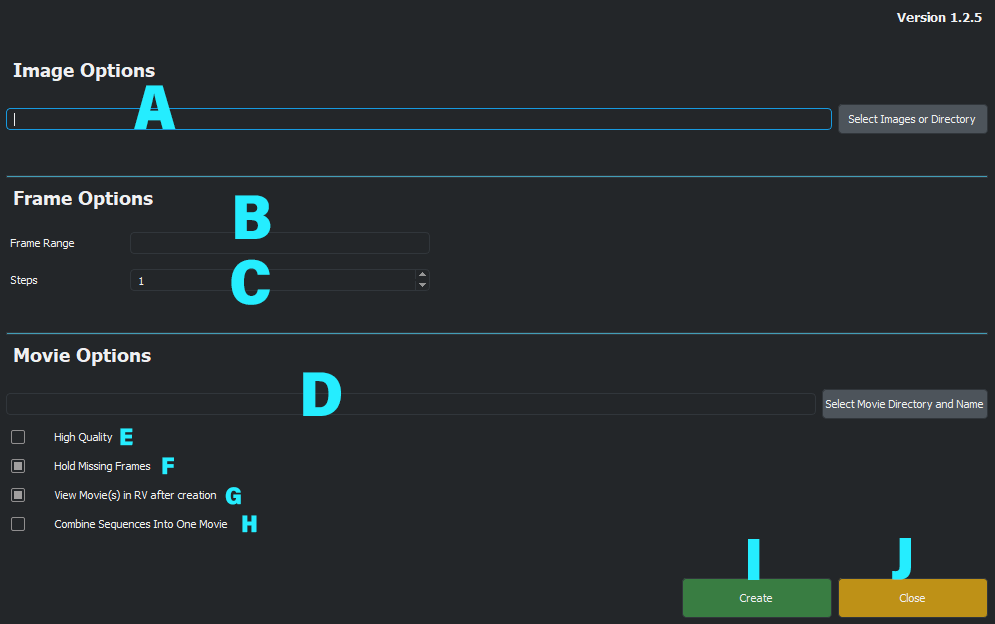 Version 1.2.5
Image Options
A
Select Images or Directory
Frame Options
B
Frame Range
C
Steps 1
Movie Options
D
Select Movie Directory and Name
High Quality E
Hold Missing Frames F
View Movie(s) in RV after creation G
Combine Sequences Into One Movie H
I J
Create Close